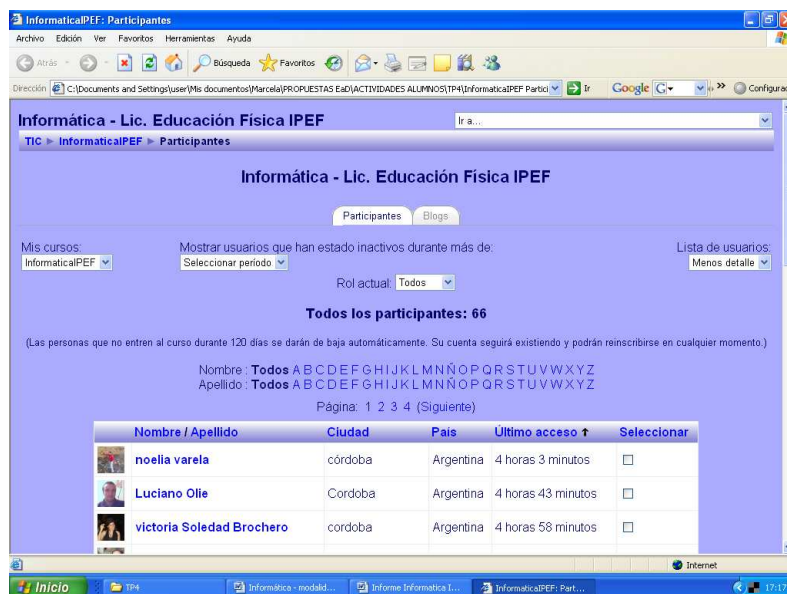 InformaticaIPEF: Participantes
Archivo Edición Ver Favoritos Herramientas Ayuda
Atrás Búsqueda Favoritos
Dirección C:\Documents and Settings\user\Mis documentos\Marcela\PROPUESTAS EaD\ACTIVIDADES ALUMNOS\TP4\InformaticaIPEF Partici Ir Google G Configurac
Informática - Lic. Educación Física IPEF Ir a...
TIC ► InformaticaIPEF ► Participantes
Informática - Lic. Educación Física IPEF
Participantes Blogs
Mis cursos: Mostrar usuarios que han estado inactivos durante más de: Lista de usuarios:
InformaticaIPEF Seleccionar período Menos detalle
Rol actual: Todos
Todos los participantes: 66
(Las personas que no entren al curso durante 120 días se darán de baja automáticamente. Su cuenta seguirá existiendo y podrán reinscribirse en cualquier momento.)
Nombre : Todos A B C D E F G H I J K L M N Ñ O P Q R S T U V W X Y Z
Apellido : Todos A B C D E F G H I J K L M N Ñ O P Q R S T U V W X Y Z
Página: 1 2 3 4 (Siguiente)
Nombre / Apellido Ciudad País Último acceso ↑ Seleccionar
noelia varela córdoba Argentina 4 horas 3 minutos
Luciano Olie Cordoba Argentina 4 horas 43 minutos
victoria Soledad Brochero cordoba Argentina 4 horas 58 minutos
Internet
Inicio TP4 Informática - modalid... Informe Informatica I... InformaticaIPEF: Part... 17:17